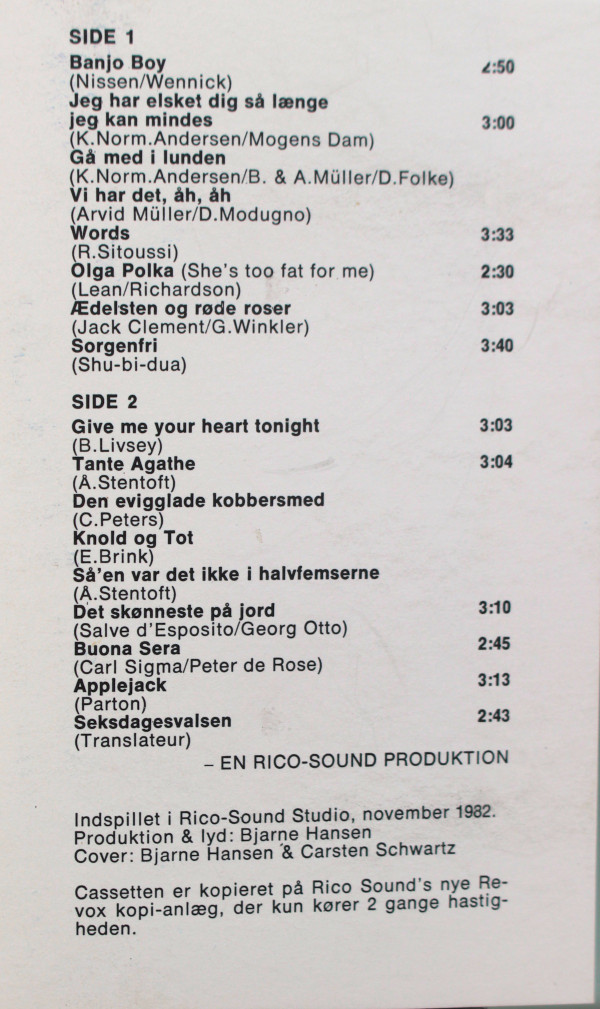 SIDE 1
Banjo Boy 2:50
(Nissen/Wennick)
Jeg har elsket dig så længe
jeg kan mindes 3:00
(K.Norm.Andersen/Mogens Dam)
Gå med i lunden
(K.Norm.Andersen/B. & A.Müller/D.Folke)
Vi har det, åh, åh
(Arvid Müller/D.Modugno)
Words 3:33
(R.Sitoussi)
Olga Polka (She's too fat for me) 2:30
(Lean/Richardson)
Ædelsten og røde roser 3:03
(Jack Clement/G.Winkler)
Sorgenfri 3:40
(Shu-bi-dua)
SIDE 2
Give me your heart tonight 3:03
(B.Livsey)
Tante Agathe 3:04
(A.Stentoft)
Den evigglade kobbersmed
(C.Peters)
Knold og Tot
(E.Brink)
Så'en var det ikke i halvfemserne
(A.Stentoft)
Det skønneste på jord 3:10
(Salve d'Esposito/Georg Otto)
Buona Sera 2:45
(Carl Sigma/Peter de Rose)
Applejack 3:13
(Parton)
Seksdagesvalsen 2:43
(Translateur)
– EN RICO-SOUND PRODUKTION
Indspillet i Rico-Sound Studio, november 1982.
Produktion & lyd: Bjarne Hansen
Cover: Bjarne Hansen & Carsten Schwartz
Cassetten er kopieret på Rico Sound's nye Re-
vox kopi-anlæg, der kun kører 2 gange hastig-
heden.